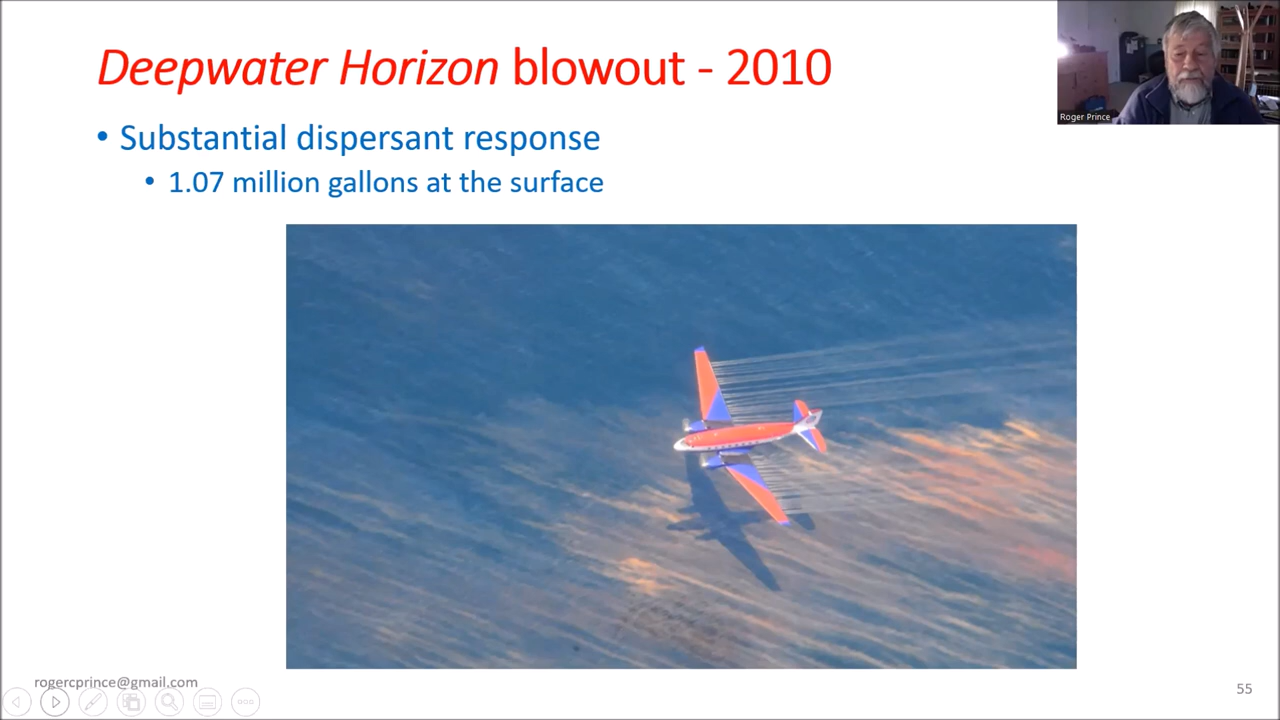 Deepwater Horizon blowout - 2010
• Substantial dispersant response
• 1.07 million gallons at the surface
Roger Prince
rogercprince@gmail.com
55